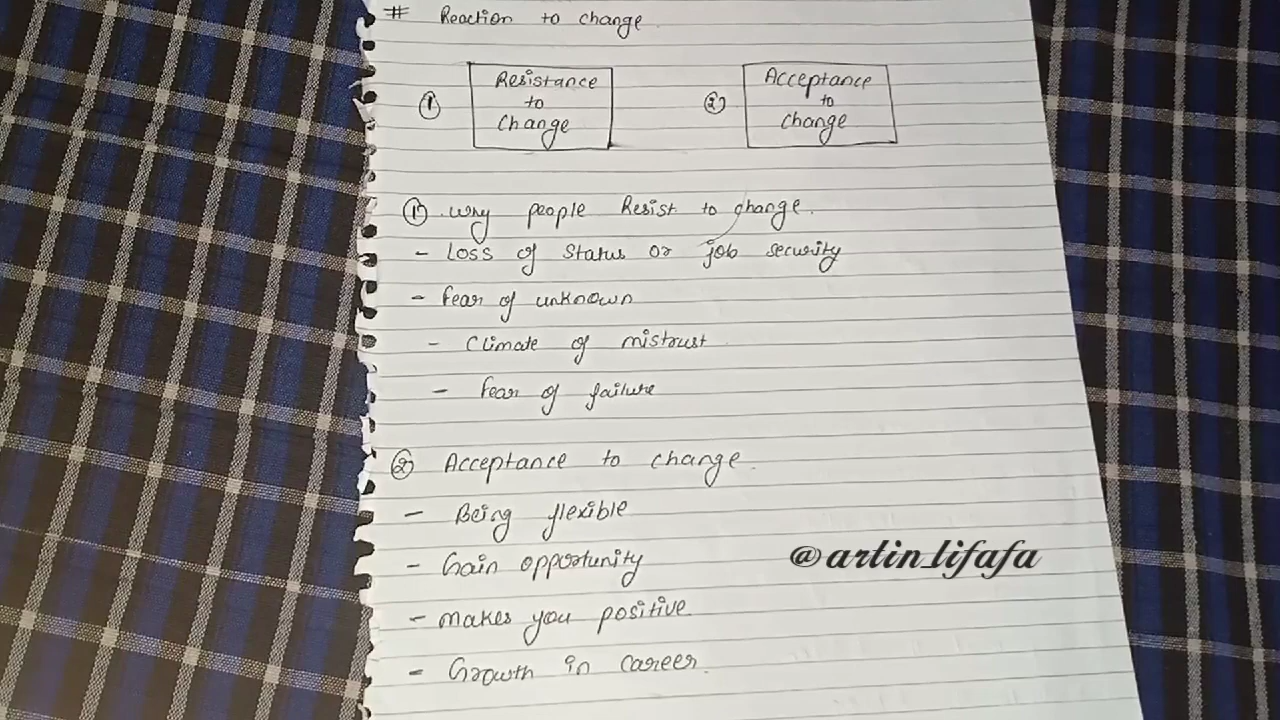 # Reaction to change
① Resistance to change
② Acceptance to change
① Why people Resist to change.
- Loss of status or job security
- fear of unknown
- Climate of mistrust
- fear of failure
② Acceptance to change.
- Being flexible
- Gain opportunity
- makes you positive
- Growth in career.
@artin_lifafa